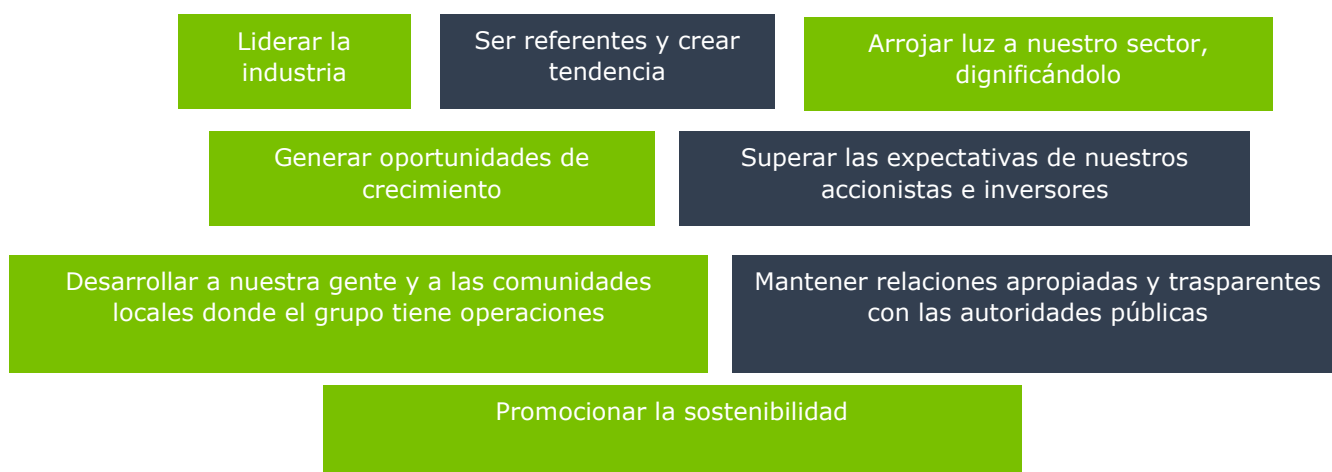 Liderar la
industria
Ser referentes y crear
tendencia
Arrojar luz a nuestro sector,
dignificándolo
Generar oportunidades de
crecimiento
Superar las expectativas de nuestros
accionistas e inversores
Desarrollar a nuestra gente y a las comunidades
locales donde el grupo tiene operaciones
Mantener relaciones apropiadas y trasparentes
con las autoridades públicas
Promocionar la sostenibilidad